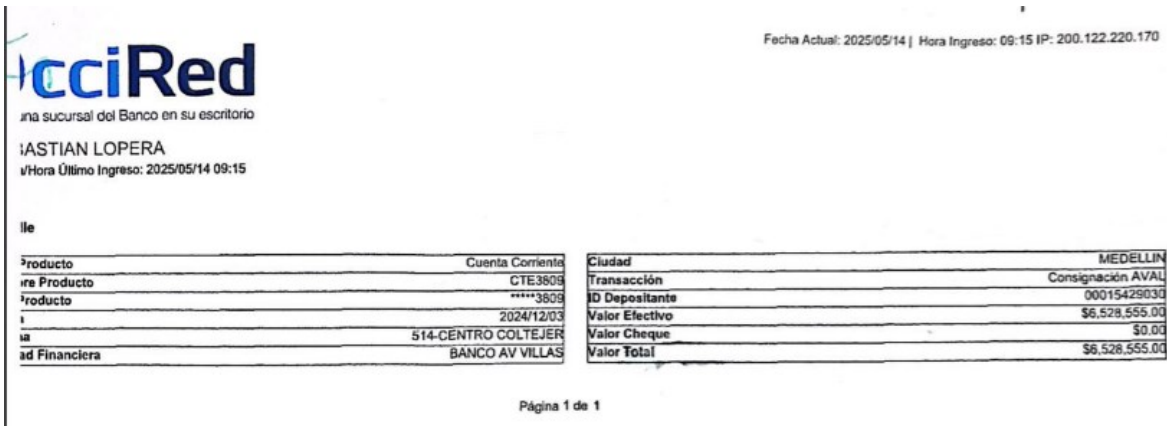 Fecha Actual: 2025/05/14 | Hora Ingreso: 09:15 IP: 200.122.220.170
cciRed
una sucursal del Banco en su escritorio
ASTIAN LOPERA
/Hora Último Ingreso: 2025/05/14 09:15
lle
Producto Cuenta Corriente
re Producto CTE3809
Producto *****3809
2024/12/03
a 514-CENTRO COLTEJER
ad Financiera BANCO AV VILLAS
Ciudad MEDELLIN
Transacción Consignación AVAL
ID Depositante 00015429030
Valor Efectivo $6,528,555.00
Valor Cheque $0.00
Valor Total $6,528,555.00
Página 1 de 1